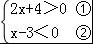 {2x+4>0 ①
x-3<0 ②